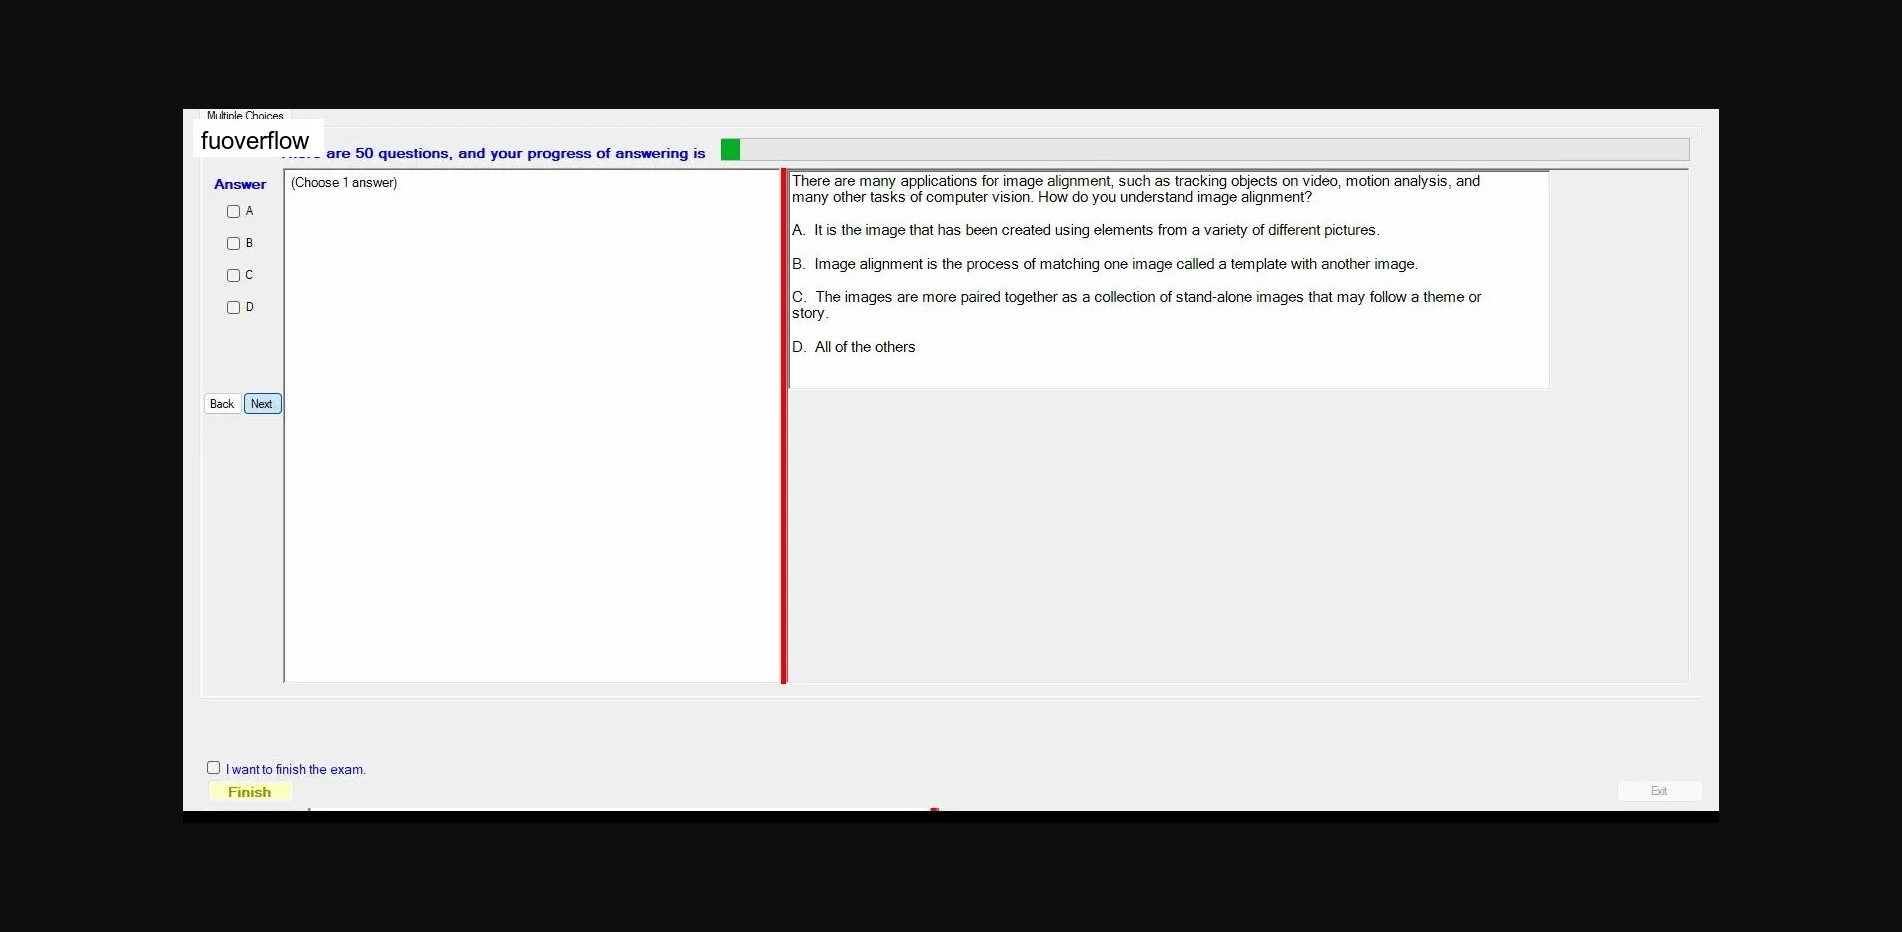 Multiple Choices
fuoverflow
are 50 questions, and your progress of answering is
Answer
(Choose 1 answer)
A
B
C
D
Back Next
There are many applications for image alignment, such as tracking objects on video, motion analysis, and
many other tasks of computer vision. How do you understand image alignment?
A. It is the image that has been created using elements from a variety of different pictures.
B. Image alignment is the process of matching one image called a template with another image.
C. The images are more paired together as a collection of stand-alone images that may follow a theme or
story.
D. All of the others
I want to finish the exam.
Finish
Exit